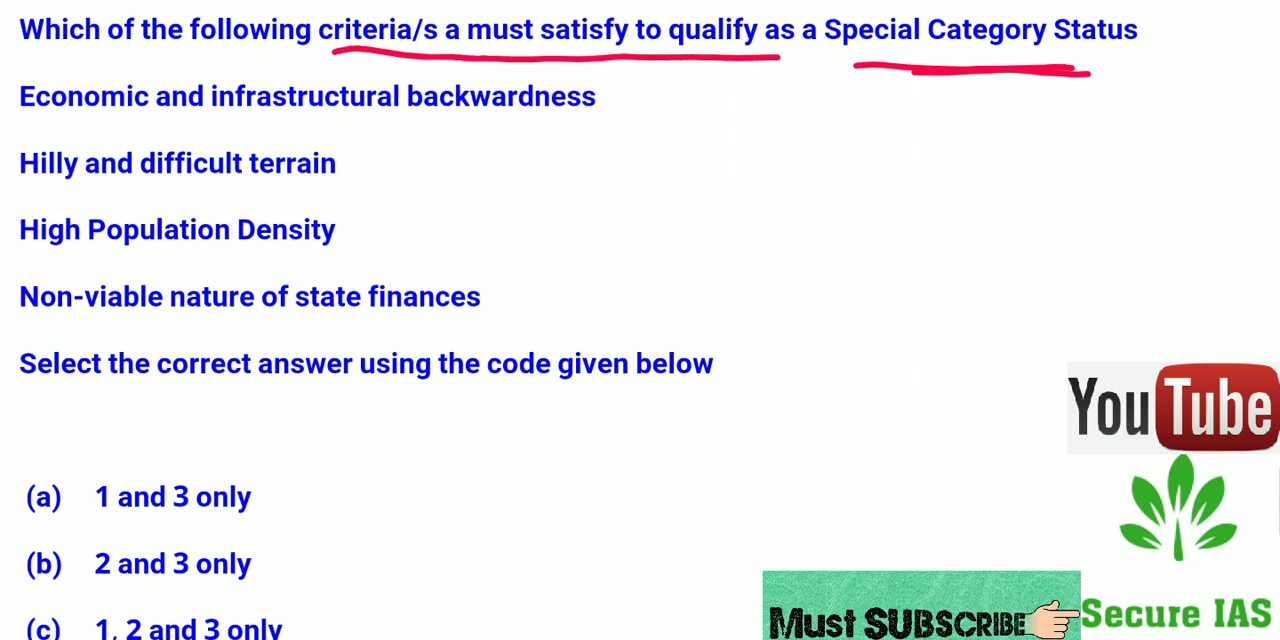 Which of the following criteria/s a must satisfy to qualify as a Special Category Status
Economic and infrastructural backwardness
Hilly and difficult terrain
High Population Density
Non-viable nature of state finances
Select the correct answer using the code given below
YouTube
(a) 1 and 3 only
(b) 2 and 3 only
(c) 1, 2 and 3 only
Must SUBSCRIBE
Secure IAS